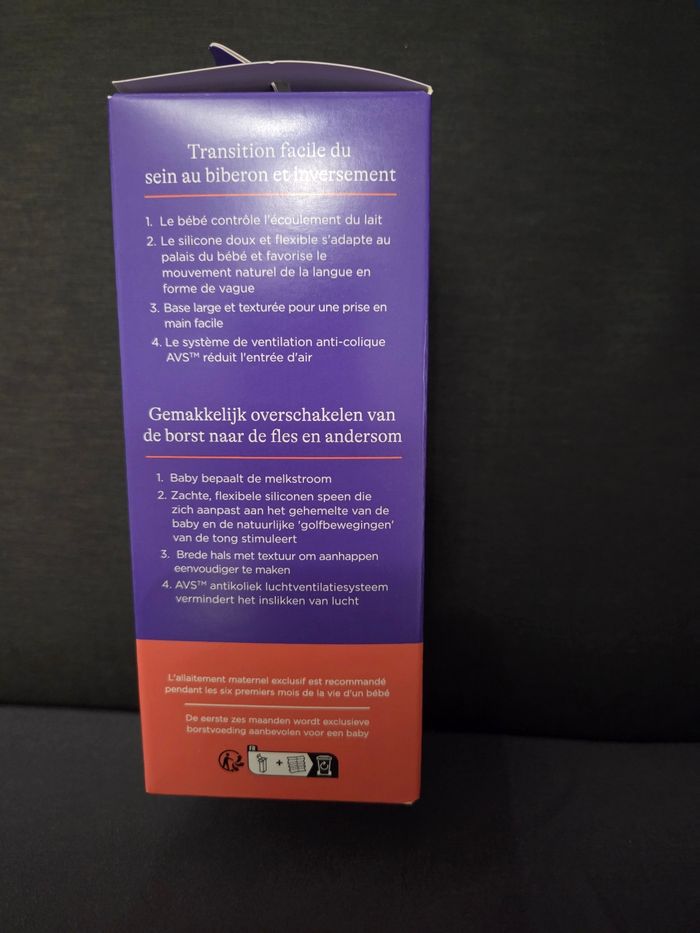 Transition facile du
sein au biberon et inversement
1. Le bébé contrôle l'écoulement du lait
2. Le silicone doux et flexible s'adapte au
palais du bébé et favorise le
mouvement naturel de la langue en
forme de vague
3. Base large et texturée pour une prise en
main facile
4. Le système de ventilation anti-colique
AVS™ réduit l'entrée d'air
Gemakkelijk overschakelen van
de borst naar de fles en andersom
1. Baby bepaalt de melkstroom
2. Zachte, flexibele siliconen speen die
zich aanpast aan het gehemelte van de
baby en de natuurlijke 'golfbewegingen'
van de tong stimuleert
3. Brede hals met textuur om aanhappen
eenvoudiger te maken
4. AVS™ antikoliek luchtventilatiesysteem
vermindert het inslikken van lucht
L'allaitement maternel exclusif est recommandé
pendant les six premiers mois de la vie d'un bébé
De eerste zes maanden wordt exclusieve
borstvoeding aanbevolen voor een baby
FR
+